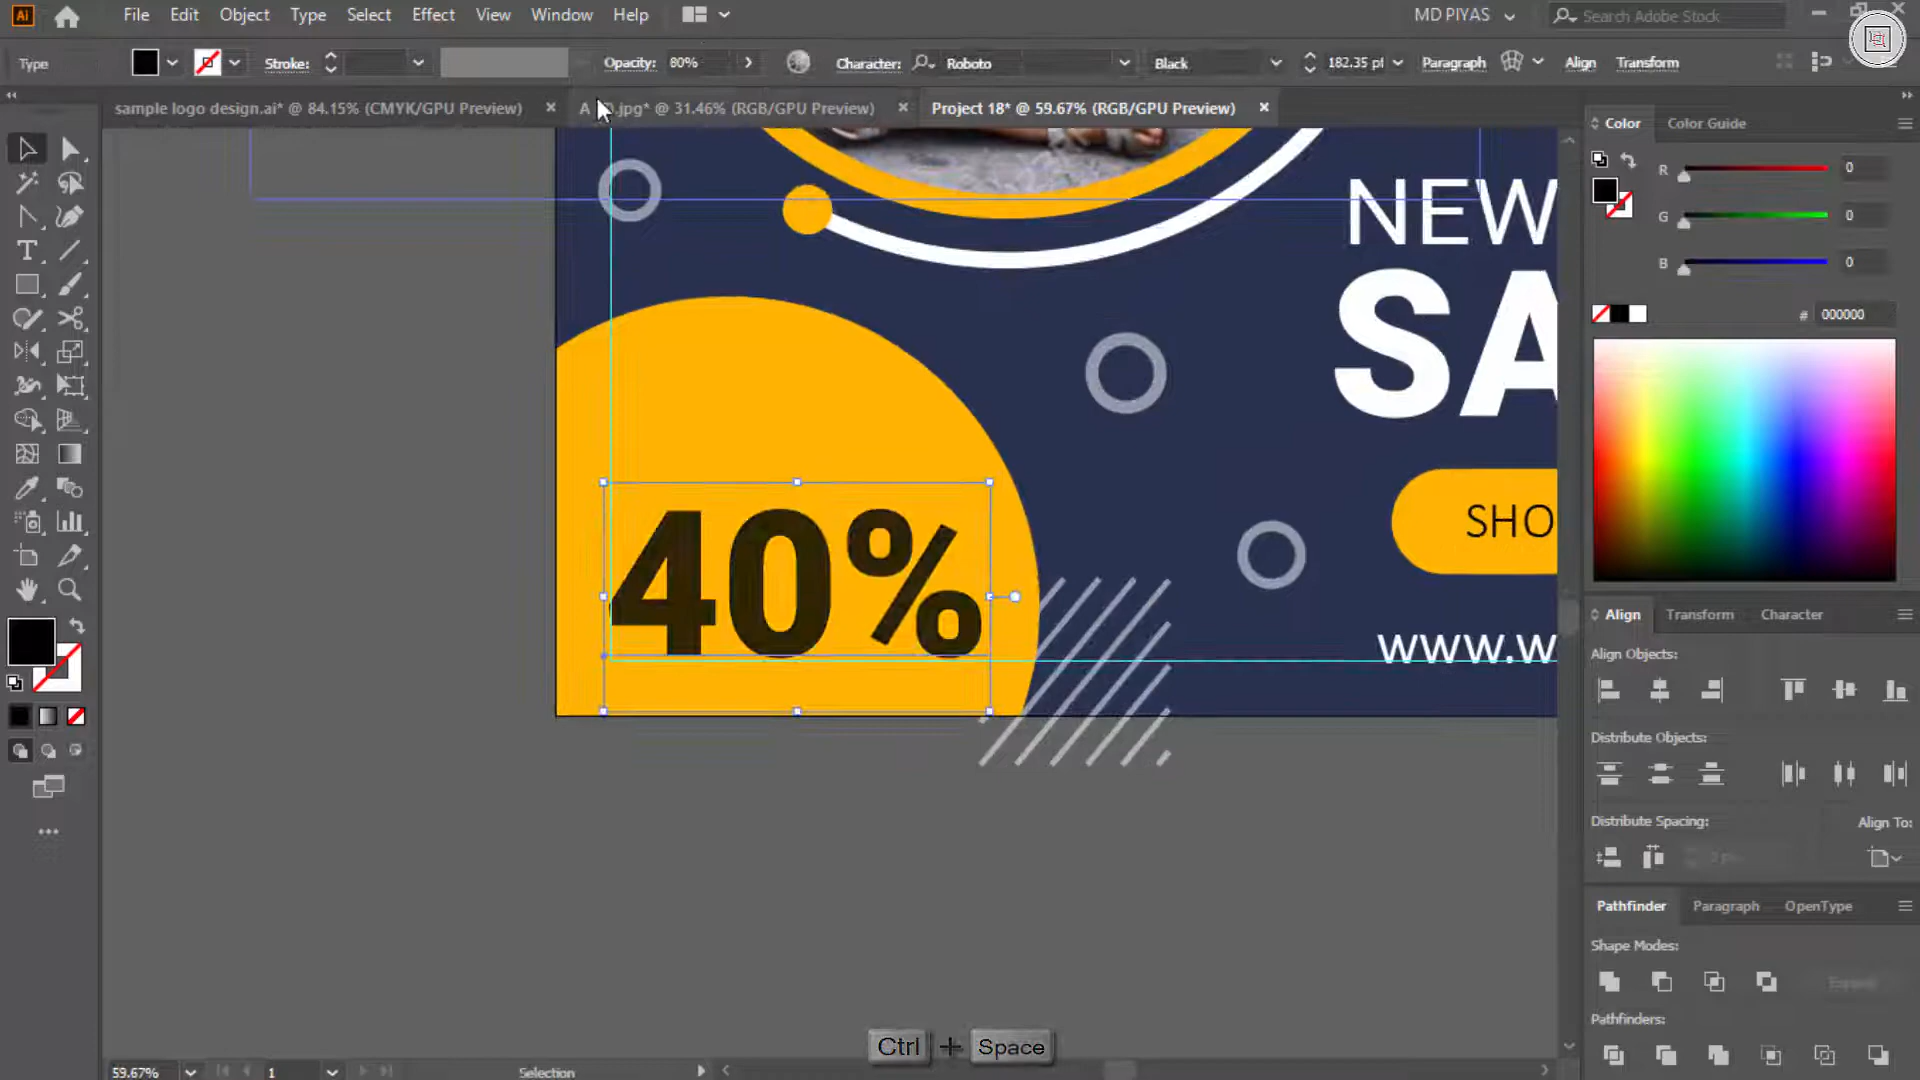 Ai File Edit Object Type Select Effect View Window Help MD PIYAS Search Adobe Stock
Type Stroke: Opacity: 80% Character: Roboto Black 182.35 pt Paragraph Align Transform
sample logo design.ai* @ 84.15% (CMYK/GPU Preview) × .jpg* @ 31.46% (RGB/GPU Preview) × Project 18* @ 59.67% (RGB/GPU Preview) ×
Color Color Guide
R 0
G 0
B 0
# 000000
NEW
SA
40%
SHO
WWW.W
Align Transform Character
Align Objects:
Distribute Objects:
Distribute Spacing: Align To:
Pathfinder Paragraph OpenType
Shape Modes:
Expand
Pathfinders:
Ctrl + Space
59.67% 1 Selection